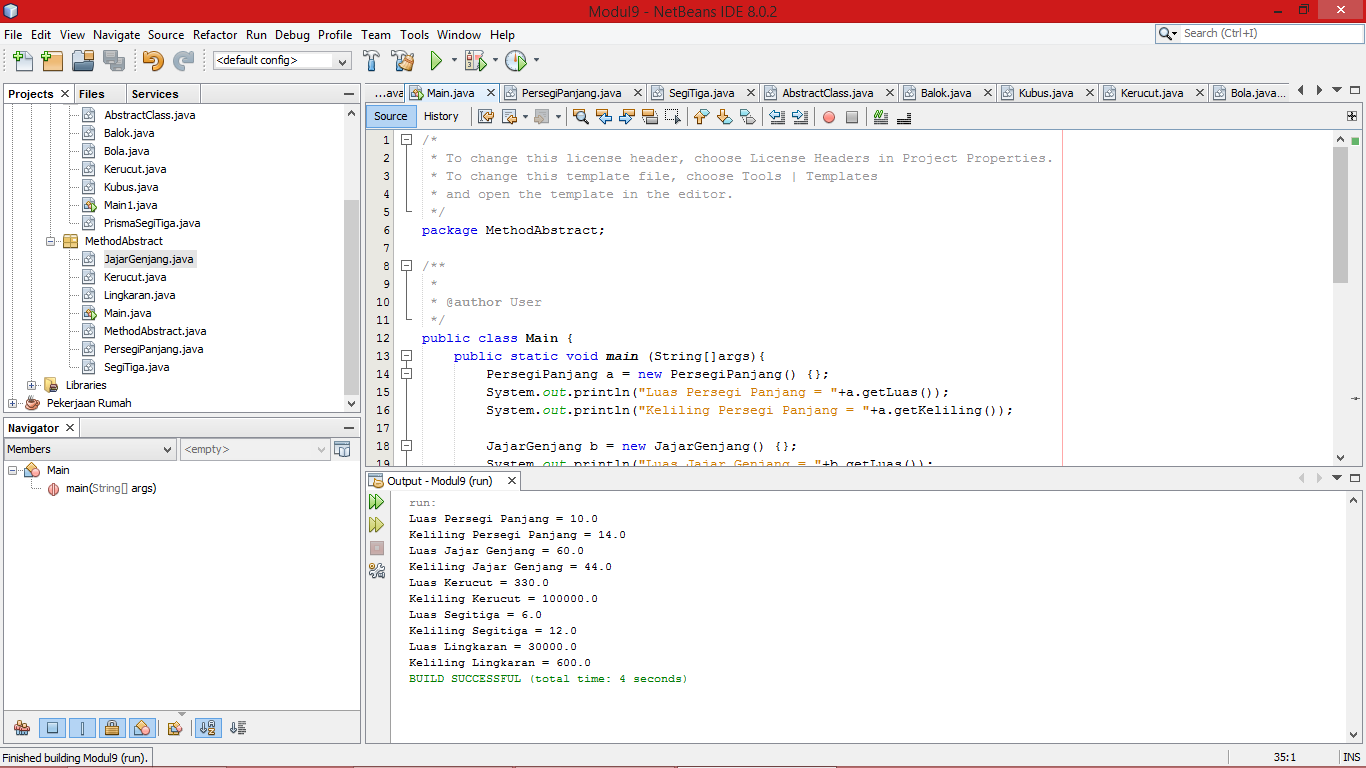 Modul9 - NetBeans IDE 8.0.2
File Edit View Navigate Source Refactor Run Debug Profile Team Tools Window Help
Search (Ctrl+I)
<default config>
Projects Files Services
AbstractClass.java
Balok.java
Bola.java
Kerucut.java
Kubus.java
Main1.java
PrismaSegiTiga.java
MethodAbstract
JajarGenjang.java
Kerucut.java
Lingkaran.java
Main.java
MethodAbstract.java
PersegiPanjang.java
SegiTiga.java
Libraries
Pekerjaan Rumah
Navigator
Members <empty>
Main
main(String[] args)
...ava Main.java PersegiPanjang.java SegiTiga.java AbstractClass.java Balok.java Kubus.java Kerucut.java Bola.java...
Source History
1 /*
2 * To change this license header, choose License Headers in Project Properties.
3 * To change this template file, choose Tools | Templates
4 * and open the template in the editor.
5 */
6 package MethodAbstract;
7
8 /**
9 *
10 * @author User
11 */
12 public class Main {
13 public static void main (String[]args){
14 PersegiPanjang a = new PersegiPanjang() {};
15 System.out.println("Luas Persegi Panjang = "+a.getLuas());
16 System.out.println("Keliling Persegi Panjang = "+a.getKeliling());
17
18 JajarGenjang b = new JajarGenjang() {};
19 System.out.println("Luas Jajar Genjang = "+b.getLuas());
Output - Modul9 (run)
run:
Luas Persegi Panjang = 10.0
Keliling Persegi Panjang = 14.0
Luas Jajar Genjang = 60.0
Keliling Jajar Genjang = 44.0
Luas Kerucut = 330.0
Keliling Kerucut = 100000.0
Luas Segitiga = 6.0
Keliling Segitiga = 12.0
Luas Lingkaran = 30000.0
Keliling Lingkaran = 600.0
BUILD SUCCESSFUL (total time: 4 seconds)
Finished building Modul9 (run).
35:1 INS